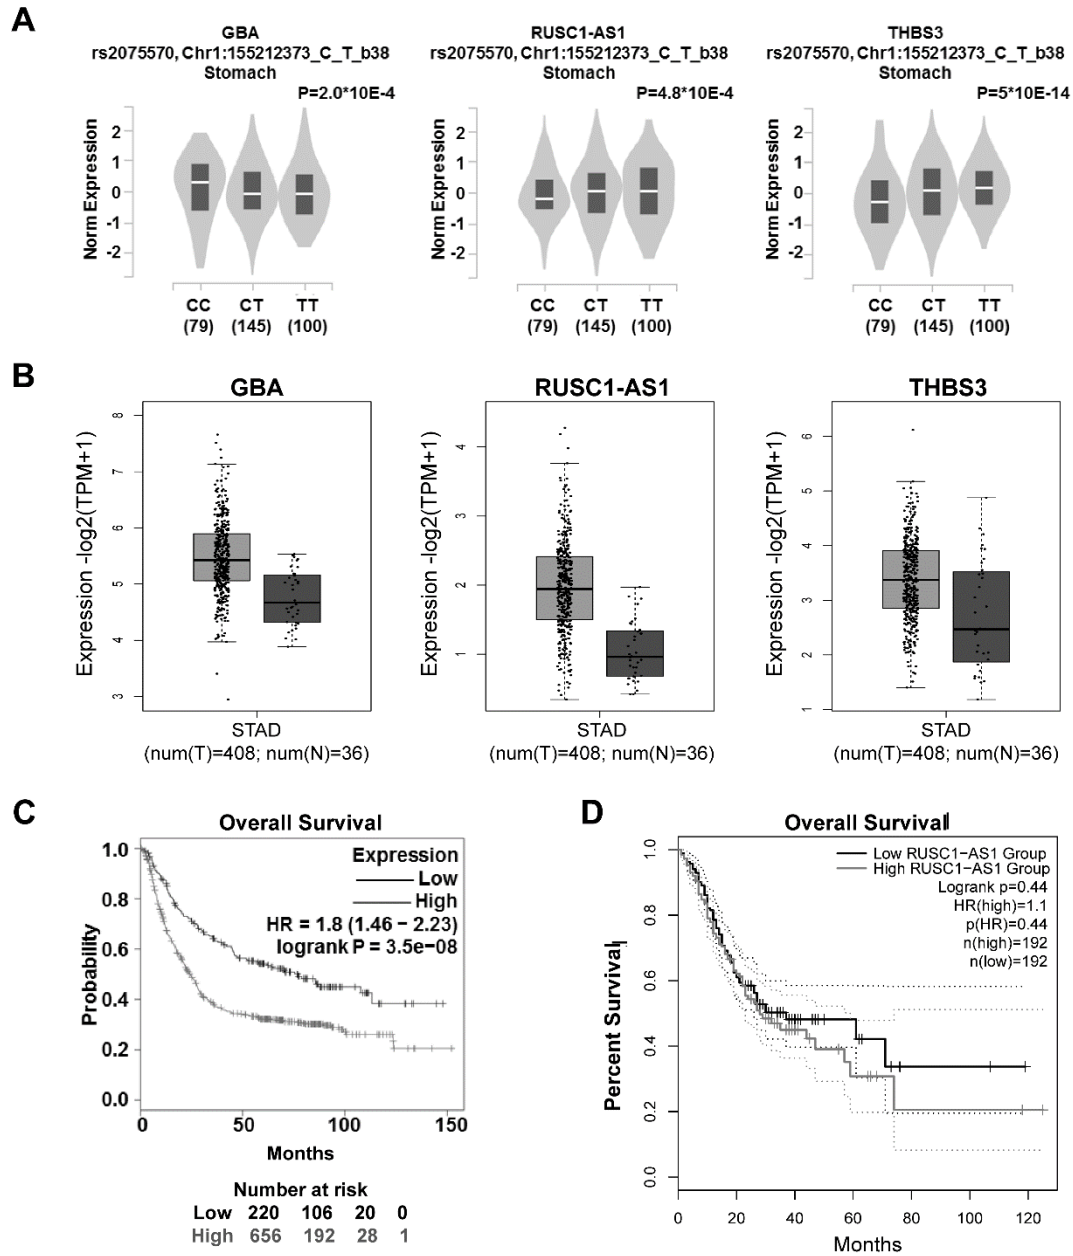 A
GBA
rs2075570, Chr1:155212373_C_T_b38
Stomach
P=2.0*10E-4
Norm Expression
2
1
0
-1
-2
CC CT TT
(79) (145) (100)
RUSC1-AS1
rs2075570, Chr1:155212373_C_T_b38
Stomach
P=4.8*10E-4
Norm Expression
2
1
0
-1
-2
CC CT TT
(79) (145) (100)
THBS3
rs2075570, Chr1:155212373_C_T_b38
Stomach
P=5*10E-14
Norm Expression
2
1
0
-1
-2
CC CT TT
(79) (145) (100)
B
GBA
Expression -log2(TPM+1)
8
7
6
5
4
3
STAD
(num(T)=408; num(N)=36)
RUSC1-AS1
Expression -log2(TPM+1)
4
3
2
1
STAD
(num(T)=408; num(N)=36)
THBS3
Expression -log2(TPM+1)
6
5
4
3
2
1
STAD
(num(T)=408; num(N)=36)
C
Overall Survival
Expression
Low
High
HR = 1.8 (1.46 − 2.23)
logrank P = 3.5e−08
Probability
1.0
0.8
0.6
0.4
0.2
0.0
0 50 100 150
Months
Number at risk
Low 220 106 20 0
High 656 192 28 1
D
Overall Survival
Low RUSC1−AS1 Group
High RUSC1−AS1 Group
Logrank p=0.44
HR(high)=1.1
p(HR)=0.44
n(high)=192
n(low)=192
Percent Survival
1.0
0.8
0.6
0.4
0.2
0.0
0 20 40 60 80 100 120
Months